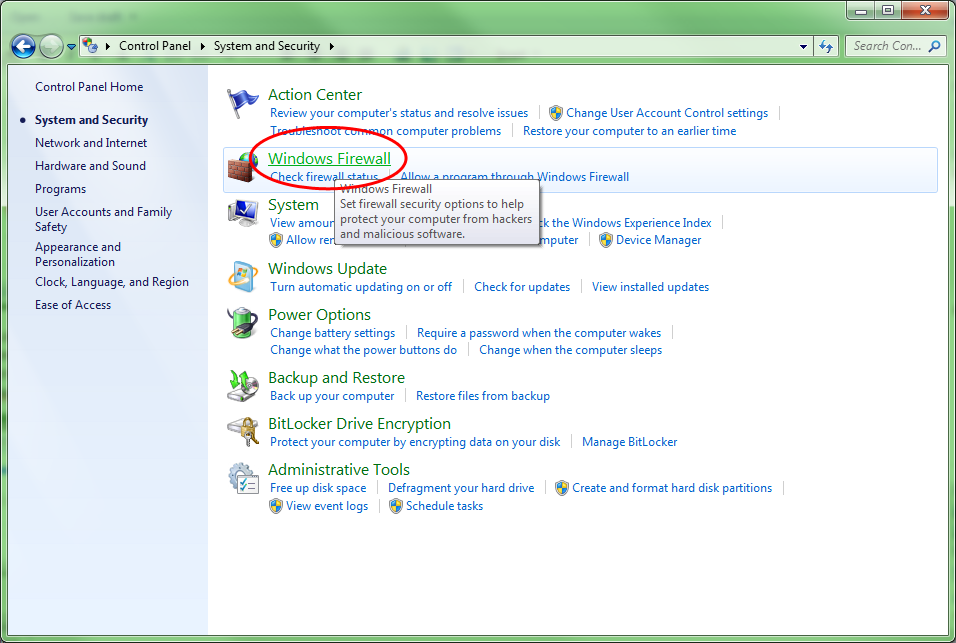 Control Panel ▸ System and Security ▸
Search Con...
Control Panel Home
System and Security
Network and Internet
Hardware and Sound
Programs
User Accounts and Family
Safety
Appearance and
Personalization
Clock, Language, and Region
Ease of Access
Action Center
Review your computer's status and resolve issues
Change User Account Control settings
Troubleshoot common computer problems
Restore your computer to an earlier time
Windows Firewall
Check firewall status
Allow a program through Windows Firewall
Windows Firewall
Set firewall security options to help
protect your computer from hackers
and malicious software.
System
View amoun
ck the Windows Experience Index
Allow rem
mputer
Device Manager
Windows Update
Turn automatic updating on or off
Check for updates
View installed updates
Power Options
Change battery settings
Require a password when the computer wakes
Change what the power buttons do
Change when the computer sleeps
Backup and Restore
Back up your computer
Restore files from backup
BitLocker Drive Encryption
Protect your computer by encrypting data on your disk
Manage BitLocker
Administrative Tools
Free up disk space
Defragment your hard drive
Create and format hard disk partitions
View event logs
Schedule tasks